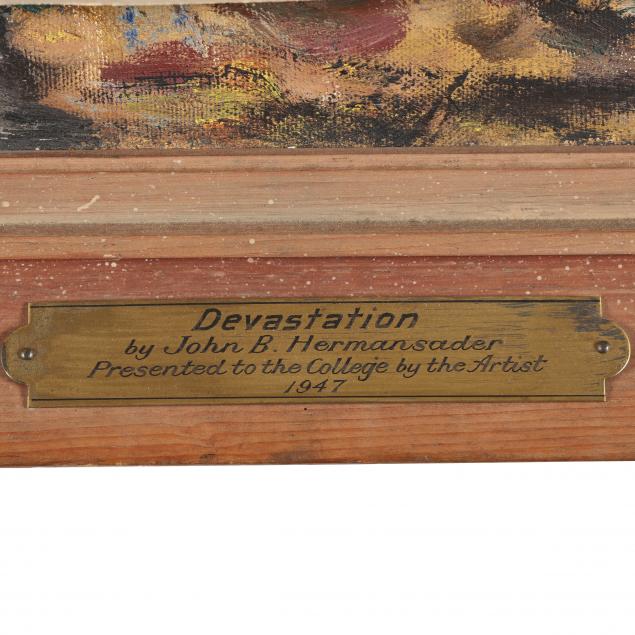 Devastation
by John B. Hermansader
Presented to the College by the Artist
1947